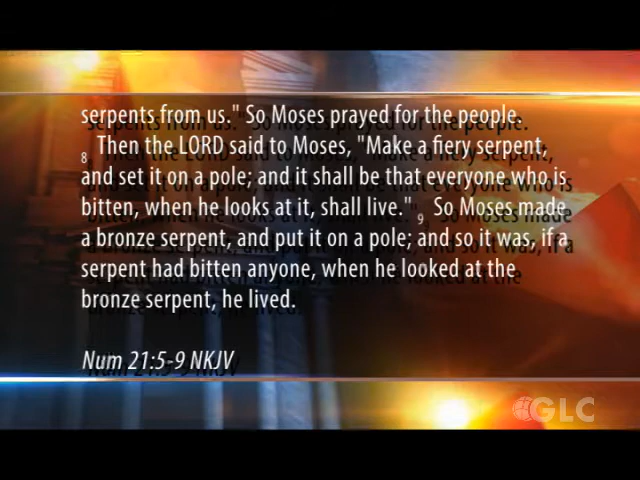 serpents from us." So Moses prayed for the people.
8 Then the LORD said to Moses, "Make a fiery serpent,
and set it on a pole; and it shall be that everyone who is
bitten, when he looks at it, shall live." 9 So Moses made
a bronze serpent, and put it on a pole; and so it was, if a
serpent had bitten anyone, when he looked at the
bronze serpent, he lived.
Num 21:5-9 NKJV
GLC